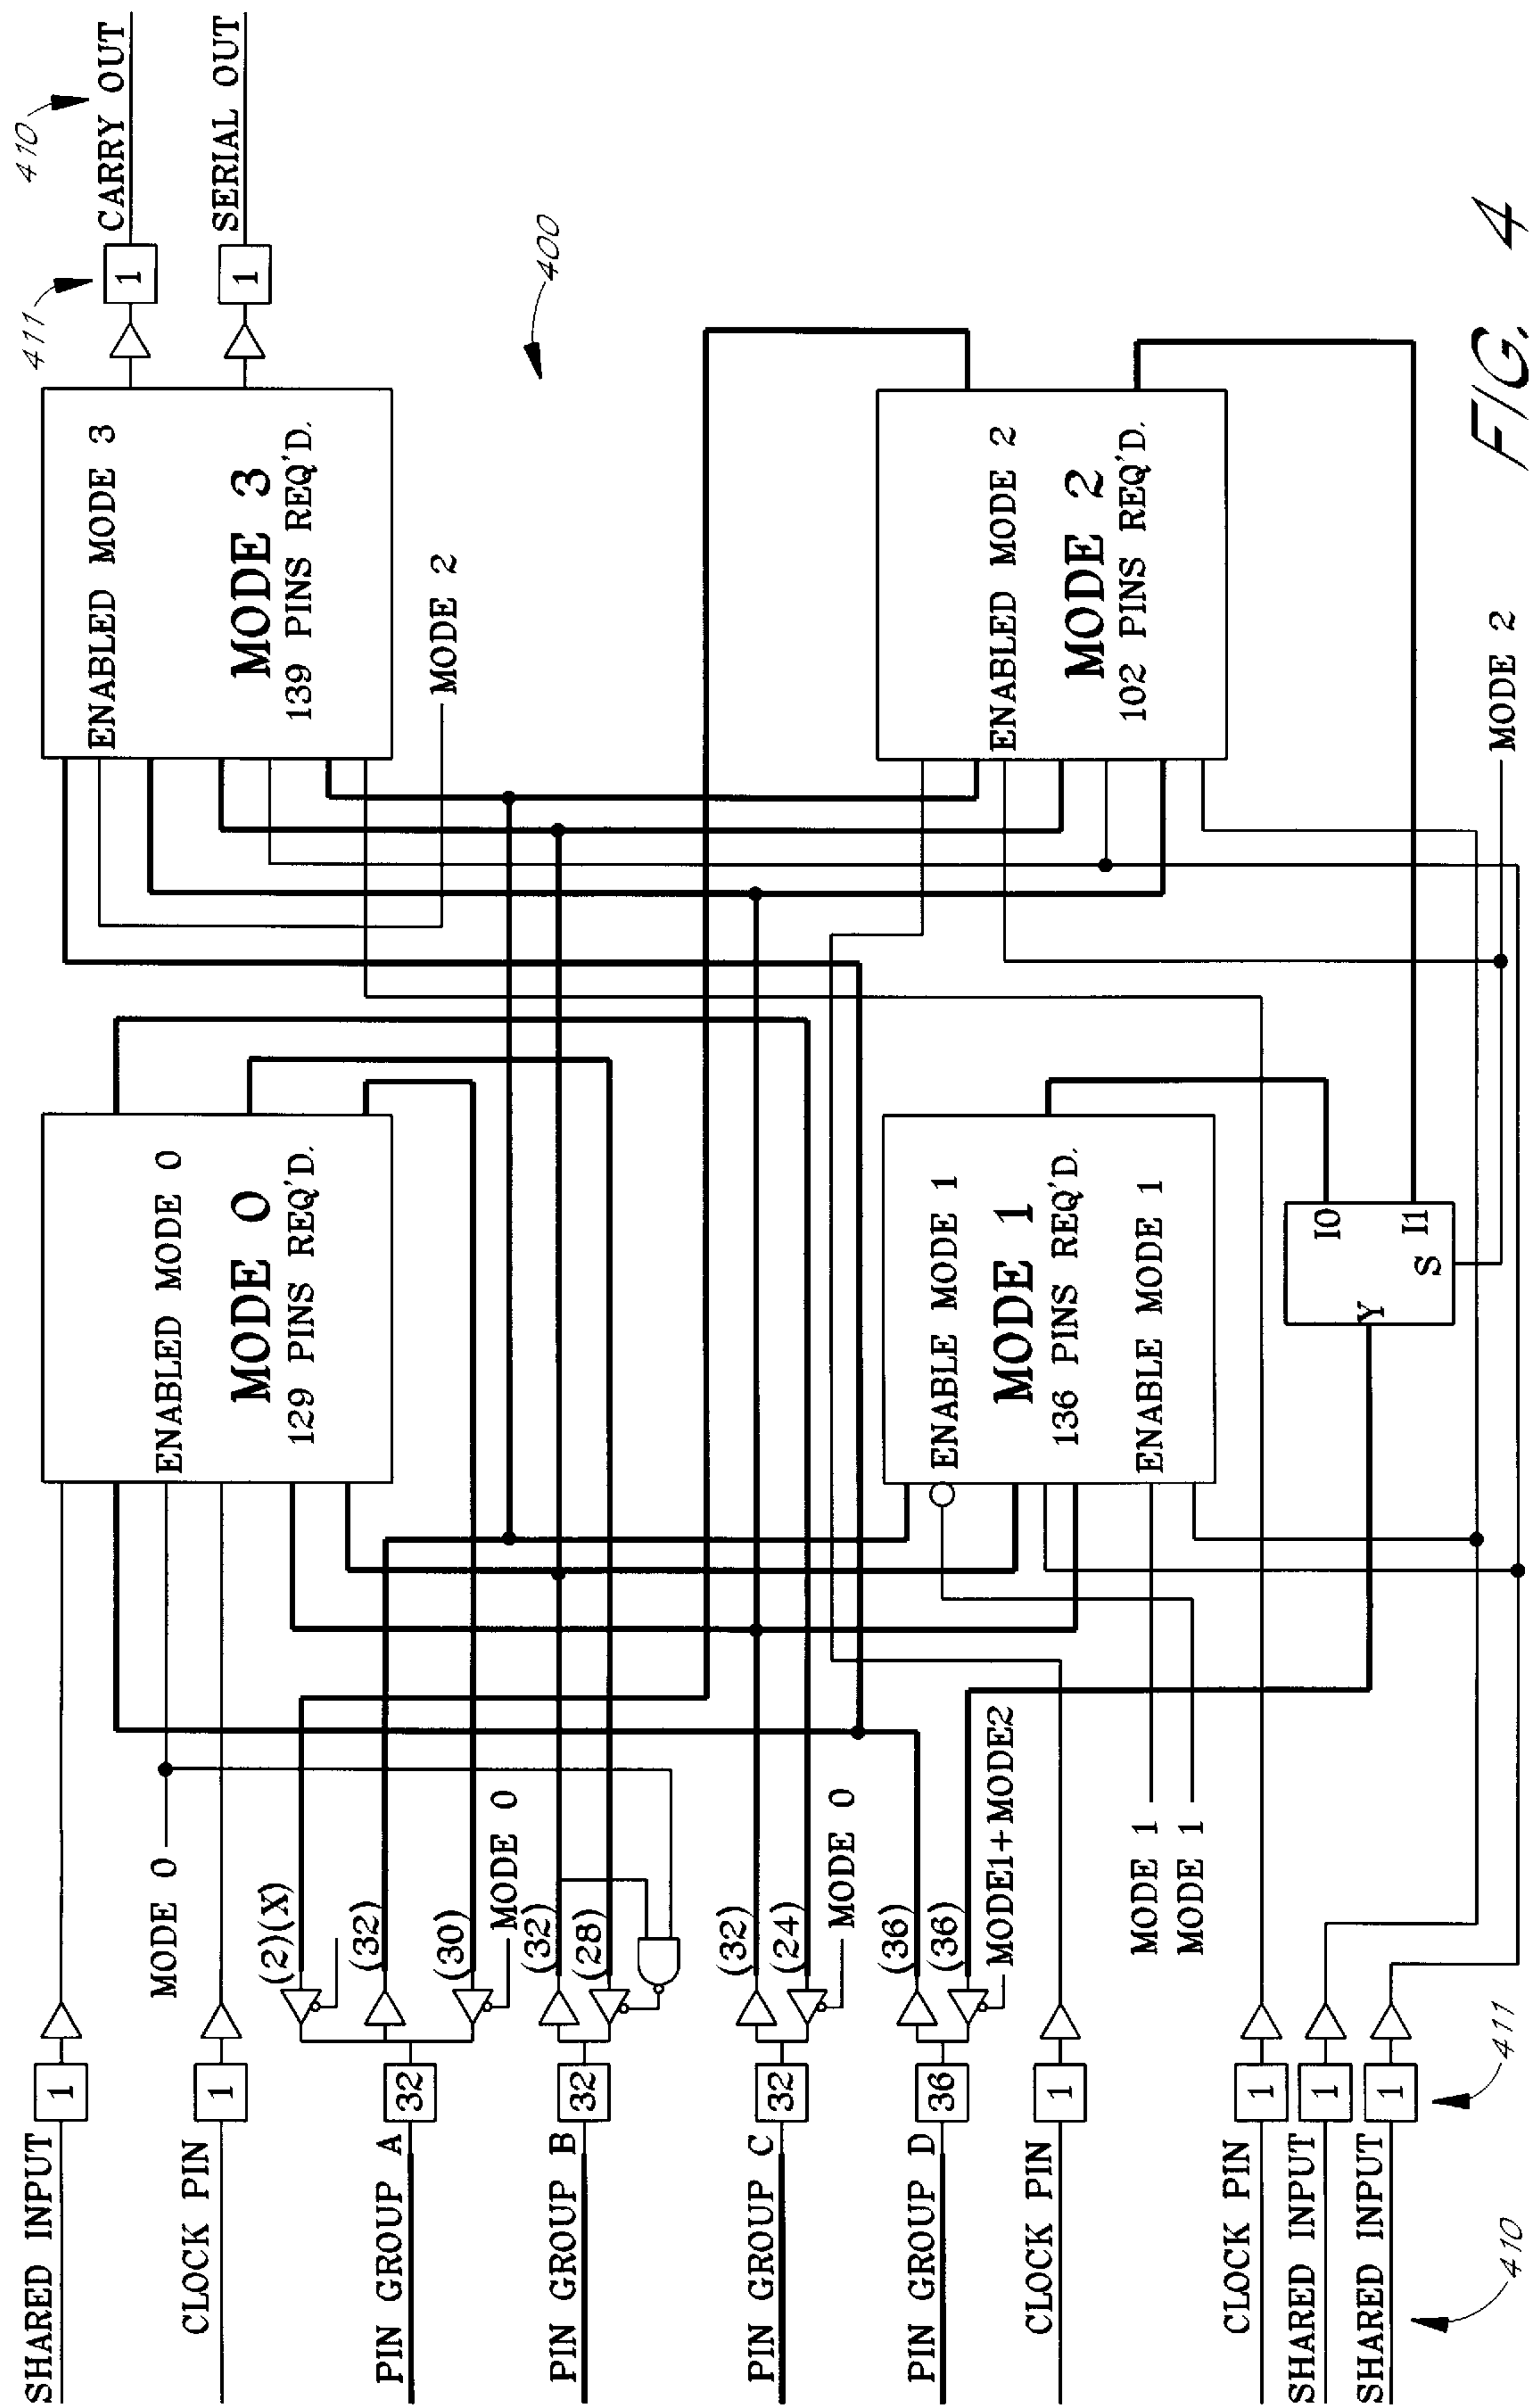 SHARED INPUT
1
CLOCK PIN
1
PIN GROUP A
32
PIN GROUP B
32
PIN GROUP C
32
PIN GROUP D
36
CLOCK PIN
1
CLOCK PIN
1
SHARED INPUT
1
SHARED INPUT
1
410
411
MODE 0
(2)(X)
(32)
(30)
MODE 0
(32)
(28)
(32)
(24)
MODE 0
(36)
(36)
MODE1+MODE2
MODE 1
MODE 1
ENABLED MODE 0
MODE 0
129 PINS REQ'D.
ENABLE MODE 1
MODE 1
136 PINS REQ'D.
ENABLE MODE 1
Y
S
I0
I1
ENABLED MODE 3
MODE 3
139 PINS REQ'D.
MODE 2
ENABLED MODE 2
MODE 2
102 PINS REQ'D.
MODE 2
411
410
1
CARRY OUT
1
SERIAL OUT
400
FIG. 4